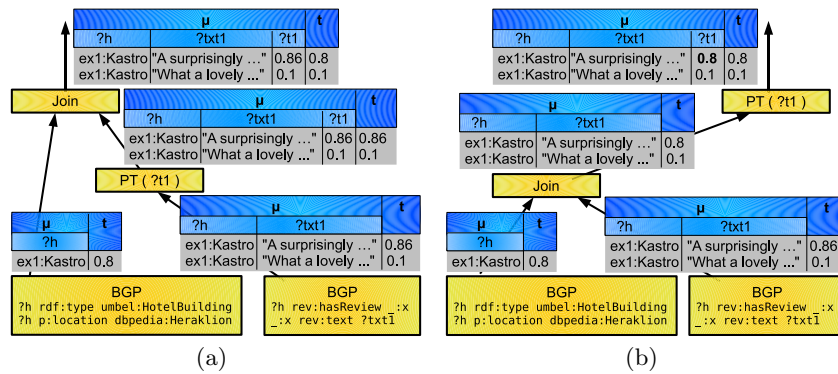 μ t
?h ?txt1 ?t1
ex1:Kastro "A surprisingly ..." 0.86 0.8
ex1:Kastro "What a lovely ..." 0.1 0.1
Join
μ t
?h ?txt1 ?t1
ex1:Kastro "A surprisingly ..." 0.86 0.86
ex1:Kastro "What a lovely ..." 0.1 0.1
PT ( ?t1 )
μ t
?h
ex1:Kastro 0.8
μ t
?h ?txt1
ex1:Kastro "A surprisingly ..." 0.86
ex1:Kastro "What a lovely ..." 0.1
BGP
?h rdf:type umbel:HotelBuilding
?h p:location dbpedia:Heraklion
BGP
?h rev:hasReview _:x
_:x rev:text ?txt1
(a)
μ t
?h ?txt1 ?t1
ex1:Kastro "A surprisingly ..." 0.8 0.8
ex1:Kastro "What a lovely ..." 0.1 0.1
PT ( ?t1 )
μ t
?h ?txt1
ex1:Kastro "A surprisingly ..." 0.8
ex1:Kastro "What a lovely ..." 0.1
Join
μ t
?h
ex1:Kastro 0.8
μ t
?h ?txt1
ex1:Kastro "A surprisingly ..." 0.86
ex1:Kastro "What a lovely ..." 0.1
BGP
?h rdf:type umbel:HotelBuilding
?h p:location dbpedia:Heraklion
BGP
?h rev:hasReview _:x
_:x rev:text ?txt1
(b)